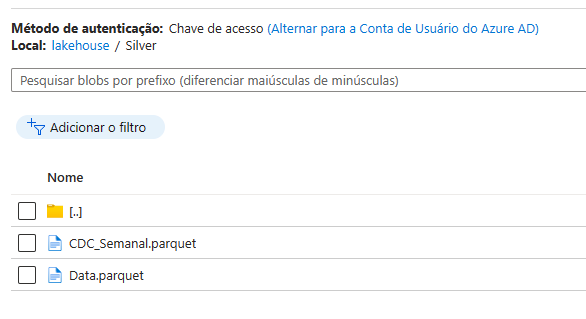 Método de autenticação: Chave de acesso (Alternar para a Conta de Usuário do Azure AD)
Local: lakehouse / Silver
Pesquisar blobs por prefixo (diferenciar maiúsculas de minúsculas)
Adicionar o filtro
Nome
[..]
CDC_Semanal.parquet
Data.parquet